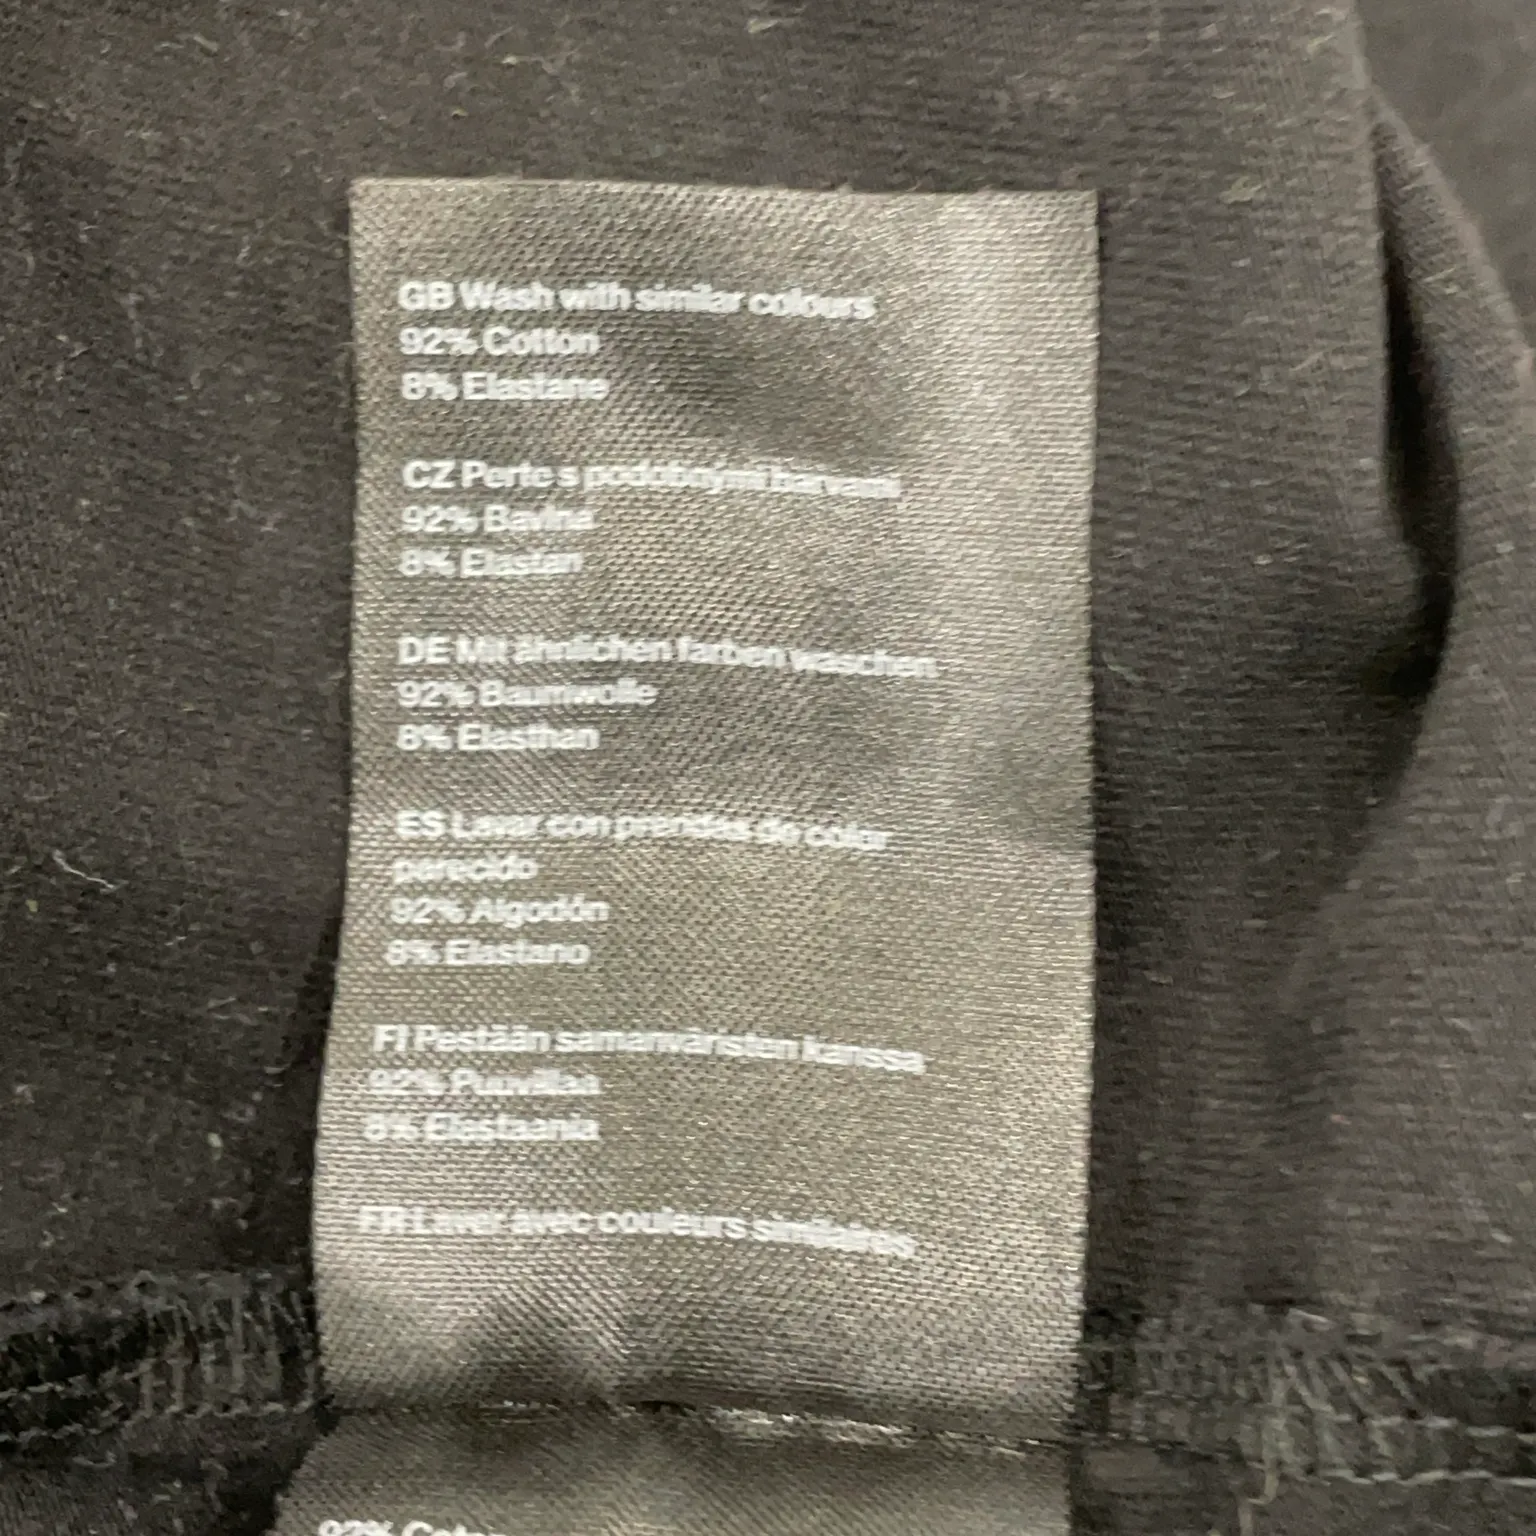 GB Wash with similar colours
92% Cotton
8% Elastane
CZ Perte s podobnými barvami
92% Bavlna
8% Elastan
DE Mit ähnlichen farben waschen
92% Baumwolle
8% Elasthan
ES Lavar con prendas de color
parecido
92% Algodón
8% Elastano
FI Pestään samanväristen kanssa
92% Puuvillaa
8% Elastaania
FR Laver avec couleurs similaires
92% Coton